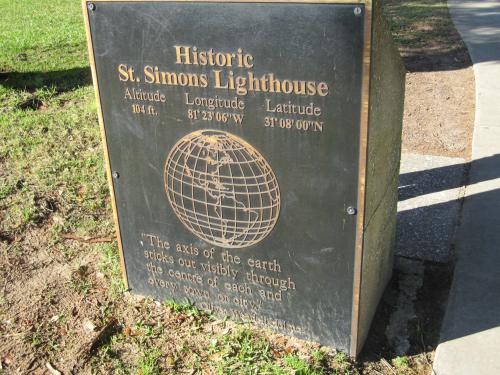 Historic
St. Simons Lighthouse
Altitude Longitude Latitude
104 ft. 81°23'06"W 31°08'00"N
"The axis of the earth
sticks out visibly through
the centre of each and
every town or city."